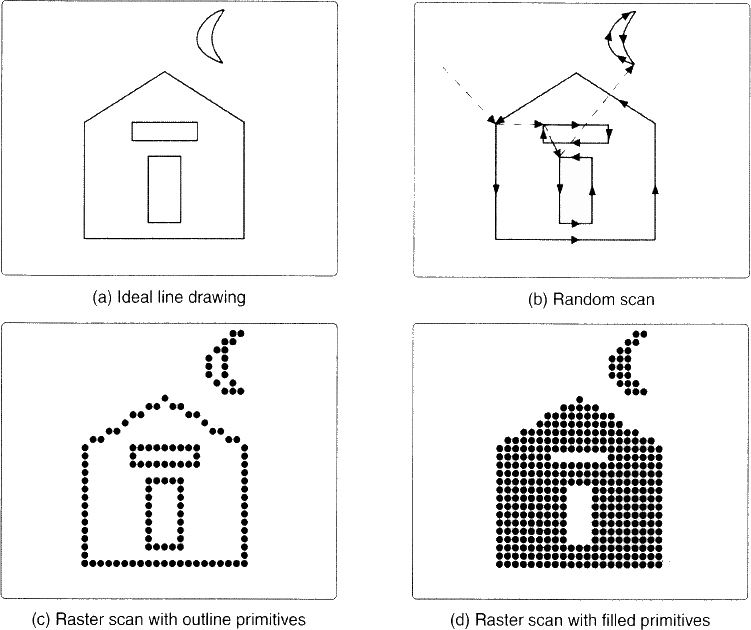 (a) Ideal line drawing
(b) Random scan
(c) Raster scan with outline primitives
(d) Raster scan with filled primitives